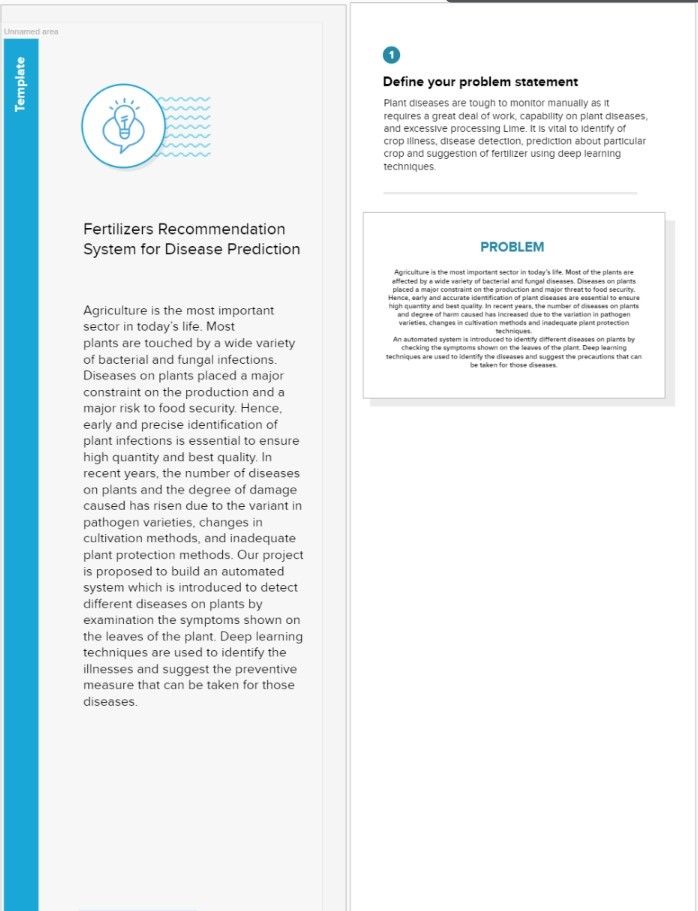 Unnamed area
Template
Fertilizers Recommendation
System for Disease Prediction
Agriculture is the most important
sector in today's life. Most
plants are touched by a wide variety
of bacterial and fungal infections.
Diseases on plants placed a major
constraint on the production and a
major risk to food security. Hence,
early and precise identification of
plant infections is essential to ensure
high quantity and best quality. In
recent years, the number of diseases
on plants and the degree of damage
caused has risen due to the variant in
pathogen varieties, changes in
cultivation methods, and inadequate
plant protection methods. Our project
is proposed to build an automated
system which is introduced to detect
different diseases on plants by
examination the symptoms shown on
the leaves of the plant. Deep learning
techniques are used to identify the
illnesses and suggest the preventive
measure that can be taken for those
diseases.
1
Define your problem statement
Plant diseases are tough to monitor manually as it
requires a great deal of work, capability on plant diseases,
and excessive processing Lime. It is vital to identify of
crop illness, disease detection, prediction about particular
crop and suggestion of fertilizer using deep learning
techniques.
PROBLEM
Agriculture is the most important sector in today's life. Most of the plants are
affected by a wide variety of bacterial and fungal diseases. Diseases on plants
placed a major constraint on the production and major threat to food security.
Hence, early and accurate identification of plant diseases are essential to ensure
high quantity and best quality. In recent years, the number of diseases on plants
and degree of harm caused has increased due to the variation in pathogen
varieties, changes in cultivation methods and inadequate plant protection
techniques.
An automated system is introduced to identify different diseases on plants by
checking the symptoms shown on the leaves of the plant. Deep learning
techniques are used to identify the diseases and suggest the precautions that can
be taken for those diseases.